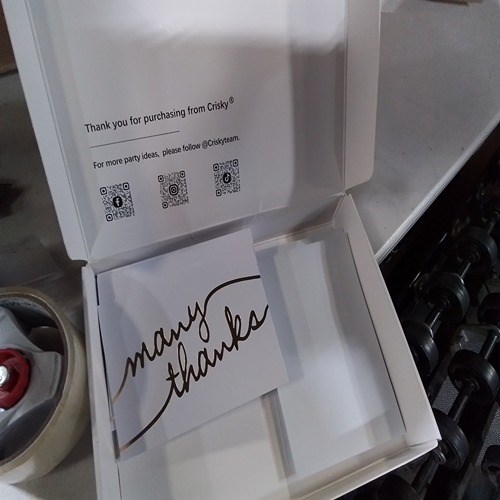 Thank you for purchasing from Crisky®
For more party ideas, please follow @Criskyteam.
many
thanks